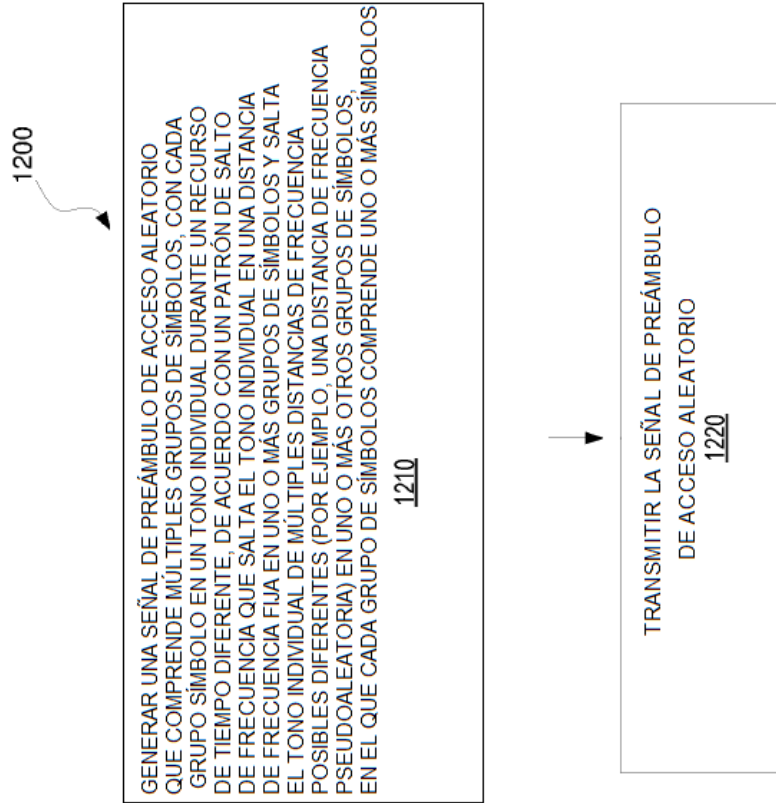 1200
GENERAR UNA SEÑAL DE PREÁMBULO DE ACCESO ALEATORIO
QUE COMPRENDE MÚLTIPLES GRUPOS DE SÍMBOLOS, CON CADA
GRUPO SÍMBOLO EN UN TONO INDIVIDUAL DURANTE UN RECURSO
DE TIEMPO DIFERENTE, DE ACUERDO CON UN PATRÓN DE SALTO
DE FRECUENCIA QUE SALTA EL TONO INDIVIDUAL EN UNA DISTANCIA
DE FRECUENCIA FIJA EN UNO O MÁS GRUPOS DE SÍMBOLOS Y SALTA
EL TONO INDIVIDUAL DE MÚLTIPLES DISTANCIAS DE FRECUENCIA
POSIBLES DIFERENTES (POR EJEMPLO, UNA DISTANCIA DE FRECUENCIA
PSEUDOALEATORIA) EN UNO O MÁS OTROS GRUPOS DE SÍMBOLOS,
EN EL QUE CADA GRUPO DE SÍMBOLOS COMPRENDE UNO O MÁS SÍMBOLOS
1210
TRANSMITIR LA SEÑAL DE PREÁMBULO
DE ACCESO ALEATORIO
1220